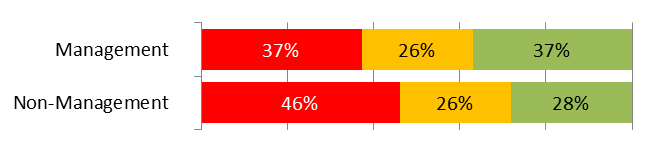 Management 37% 26% 37%
Non-Management 46% 26% 28%